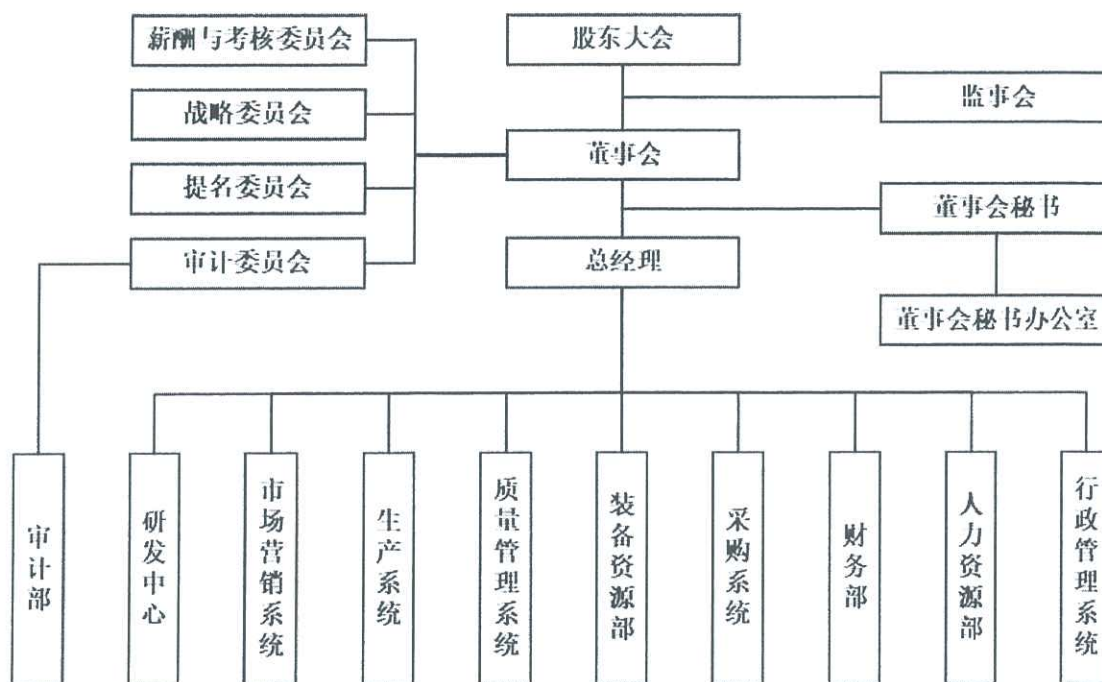 薪酬与考核委员会
股东大会
战略委员会
监事会
董事会
提名委员会
董事会秘书
审计委员会
总经理
董事会秘书办公室
审计部
研发中心
市场营销系统
生产系统
质量管理系统
装备资源部
采购系统
财务部
人力资源部
行政管理系统